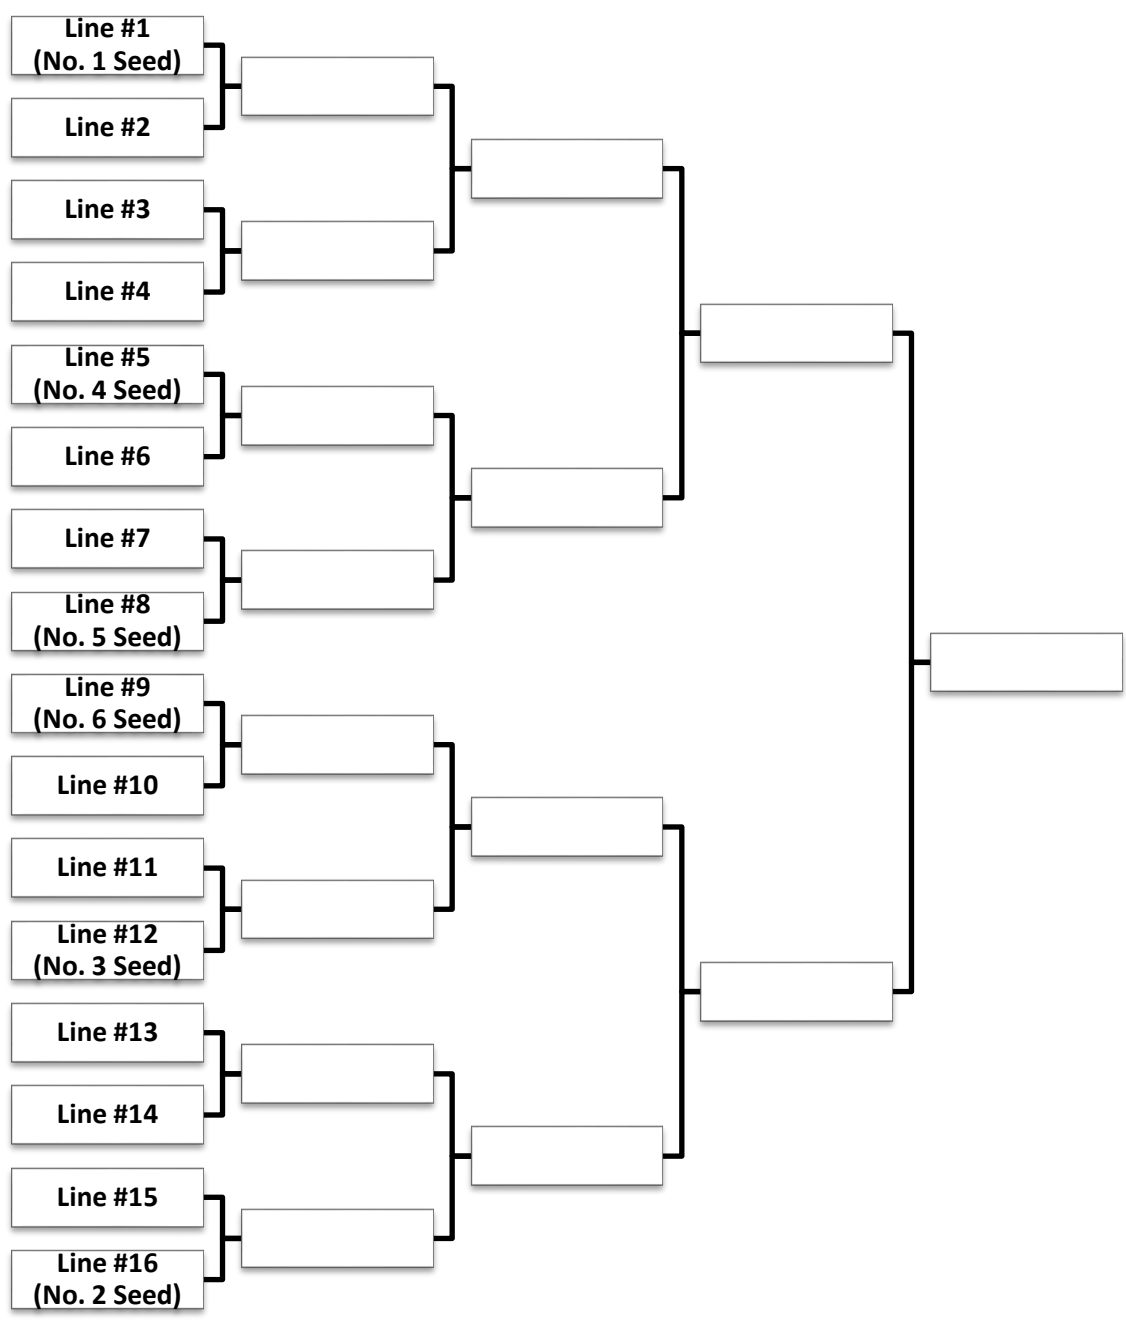 Line #1
(No. 1 Seed)
Line #2
Line #3
Line #4
Line #5
(No. 4 Seed)
Line #6
Line #7
Line #8
(No. 5 Seed)
Line #9
(No. 6 Seed)
Line #10
Line #11
Line #12
(No. 3 Seed)
Line #13
Line #14
Line #15
Line #16
(No. 2 Seed)